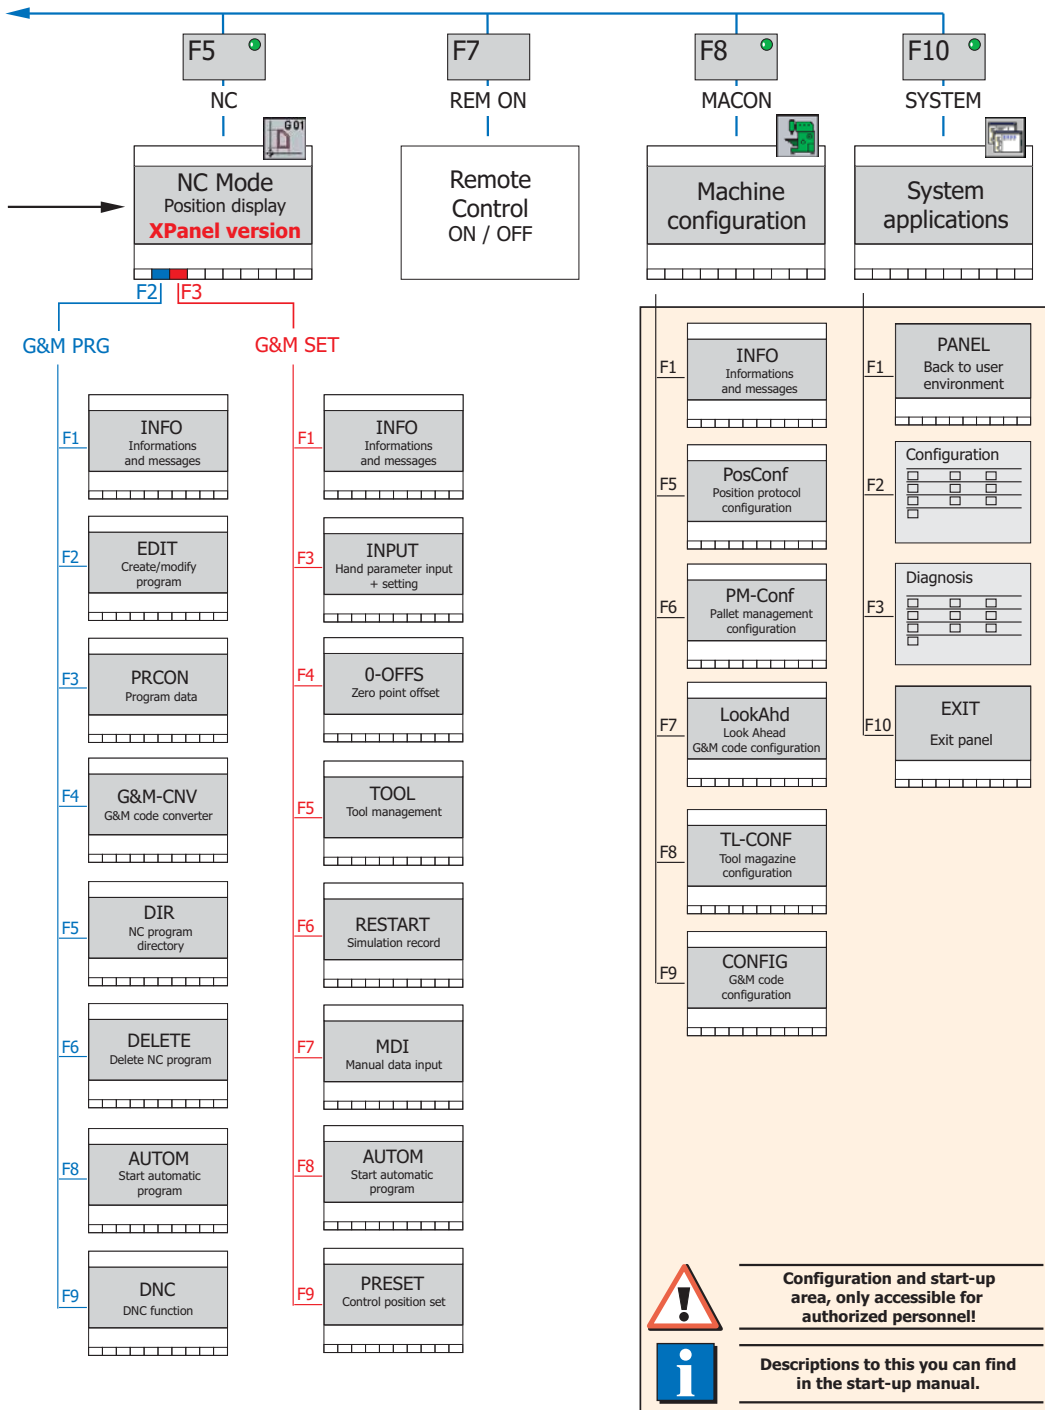 F5
F7
F8
F10
NC
REM ON
MACON
SYSTEM
G01
NC Mode
Position display
XPanel version
Remote
Control
ON / OFF
Machine
configuration
System
applications
F2
F3
G&M PRG
G&M SET
F1
INFO
Informations
and messages
F2
EDIT
Create/modify
program
F3
PRCON
Program data
F4
G&M-CNV
G&M code converter
F5
DIR
NC program
directory
F6
DELETE
Delete NC program
F8
AUTOM
Start automatic
program
F9
DNC
DNC function
F1
INFO
Informations
and messages
F3
INPUT
Hand parameter input
+ setting
F4
0-OFFS
Zero point offset
F5
TOOL
Tool management
F6
RESTART
Simulation record
F7
MDI
Manual data input
F8
AUTOM
Start automatic
program
F9
PRESET
Control position set
F1
INFO
Informations
and messages
F5
PosConf
Position protocol
configuration
F6
PM-Conf
Pallet management
configuration
F7
LookAhd
Look Ahead
G&M code configuration
F8
TL-CONF
Tool magazine
configuration
F9
CONFIG
G&M code
configuration
F1
PANEL
Back to user
environment
F2
Configuration
F3
Diagnosis
F10
EXIT
Exit panel
Configuration and start-up
area, only accessible for
authorized personnel!
i
Descriptions to this you can find
in the start-up manual.